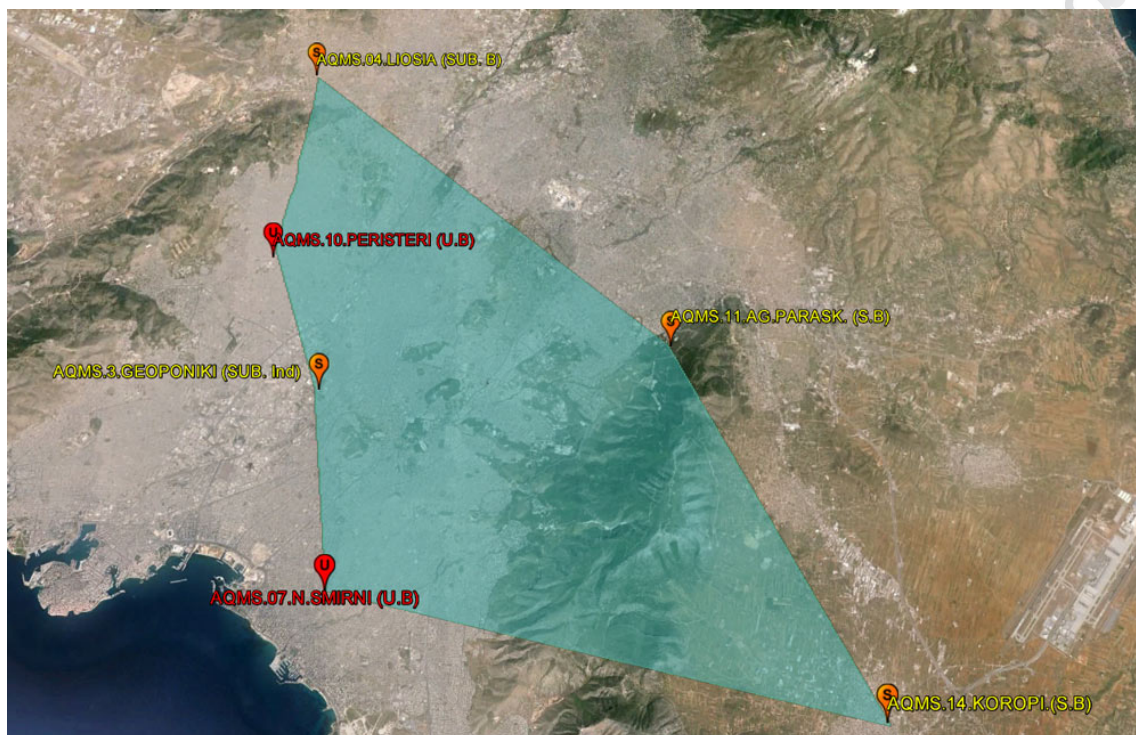 S
AQMS.04.LIOSIA (SUB. B)
U
AQMS.10.PERISTERI (U.B)
S
AQMS.11.AG.PARASK. (S.B)
S
AQMS.3.GEOPONIKI (SUB. Ind)
U
AQMS.07.N.SMIRNI (U.B)
S
AQMS.14.KOROPI.(S.B)